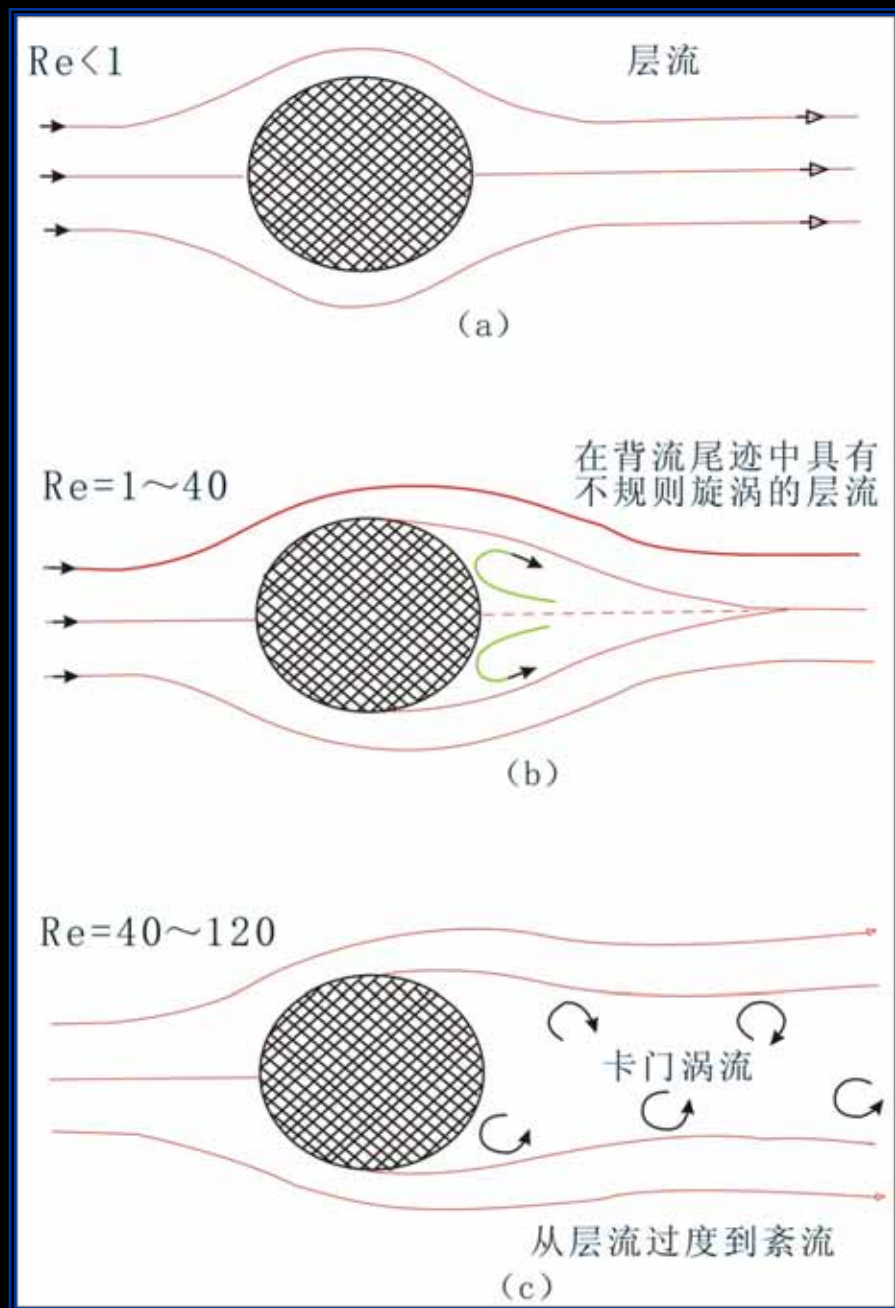 Re<1
层流
(a)
Re=1~40
在背流尾迹中具有
不规则旋涡的层流
(b)
Re=40~120
卡门涡流
从层流过度到紊流
(c)